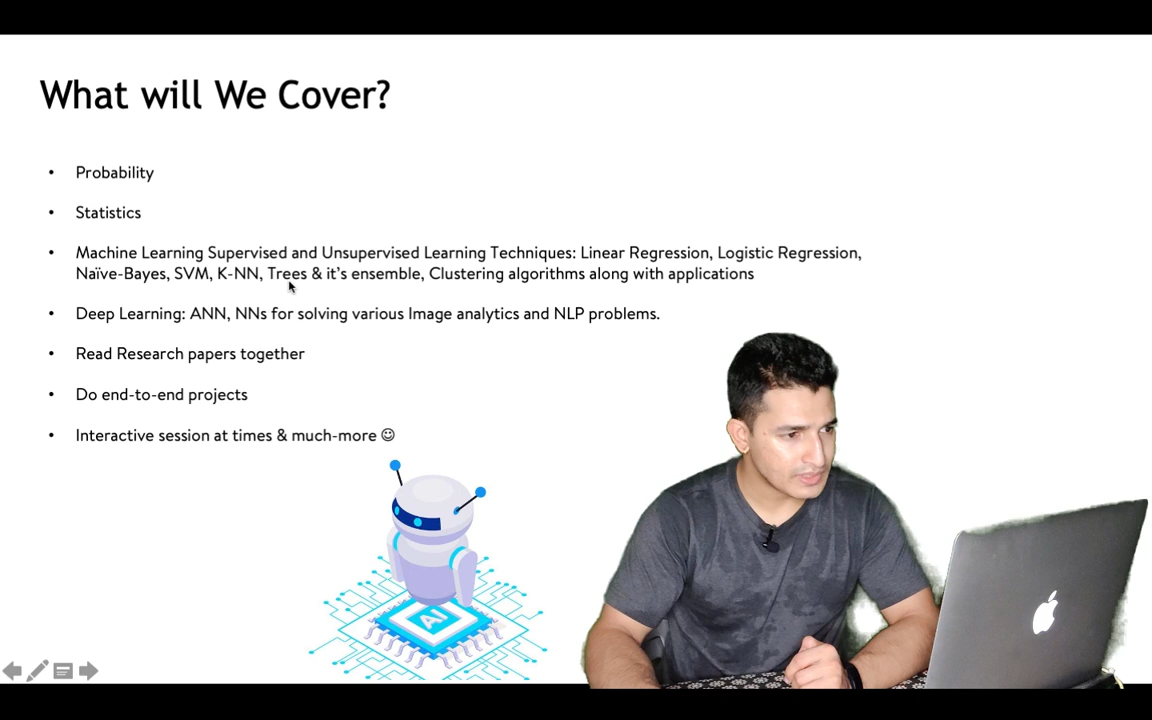 What will We Cover?
• Probability
• Statistics
• Machine Learning Supervised and Unsupervised Learning Techniques: Linear Regression, Logistic Regression,
Naïve-Bayes, SVM, K-NN, Trees & it's ensemble, Clustering algorithms along with applications
• Deep Learning: ANN, NNs for solving various Image analytics and NLP problems.
• Read Research papers together
• Do end-to-end projects
• Interactive session at times & much-more ☺
AI